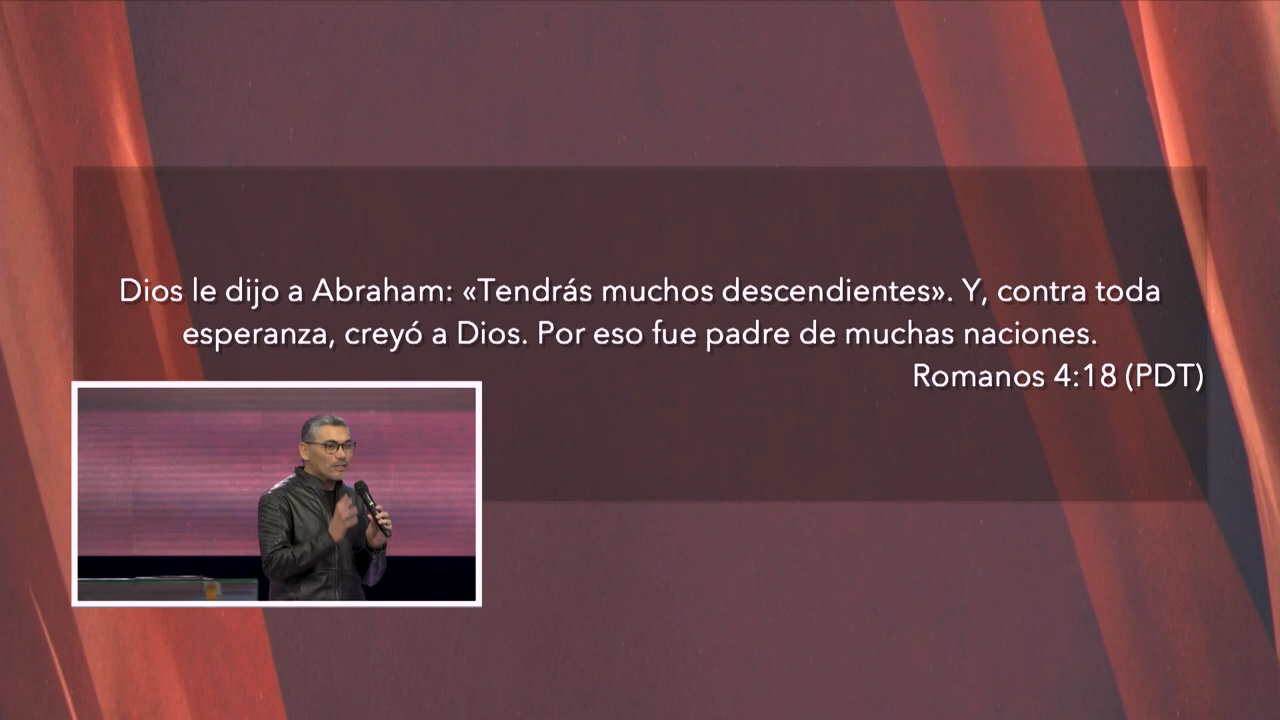 Dios le dijo a Abraham: «Tendrás muchos descendientes». Y, contra toda
esperanza, creyó a Dios. Por eso fue padre de muchas naciones.
Romanos 4:18 (PDT)